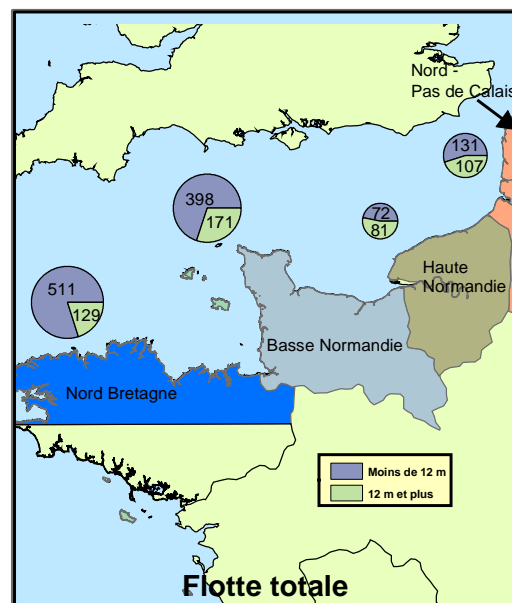 Nord -
Pas de Calais
131
107
398
171
72
81
Haute
Normandie
511
129
Basse Normandie
Nord Bretagne
Moins de 12 m
12 m et plus
Flotte totale